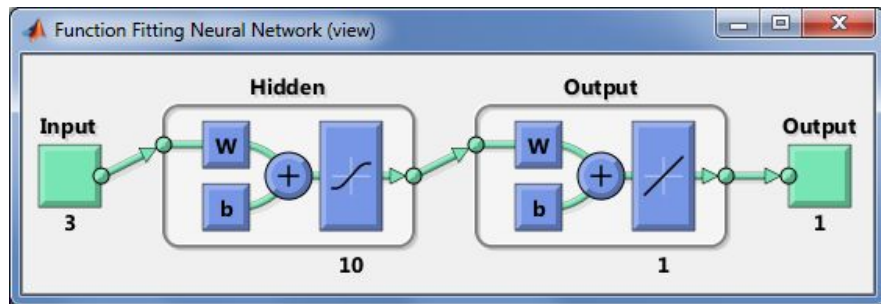 Function Fitting Neural Network (view)
Hidden
Output
Input
Output
W
W
b
+
b
+
3
10
1
1